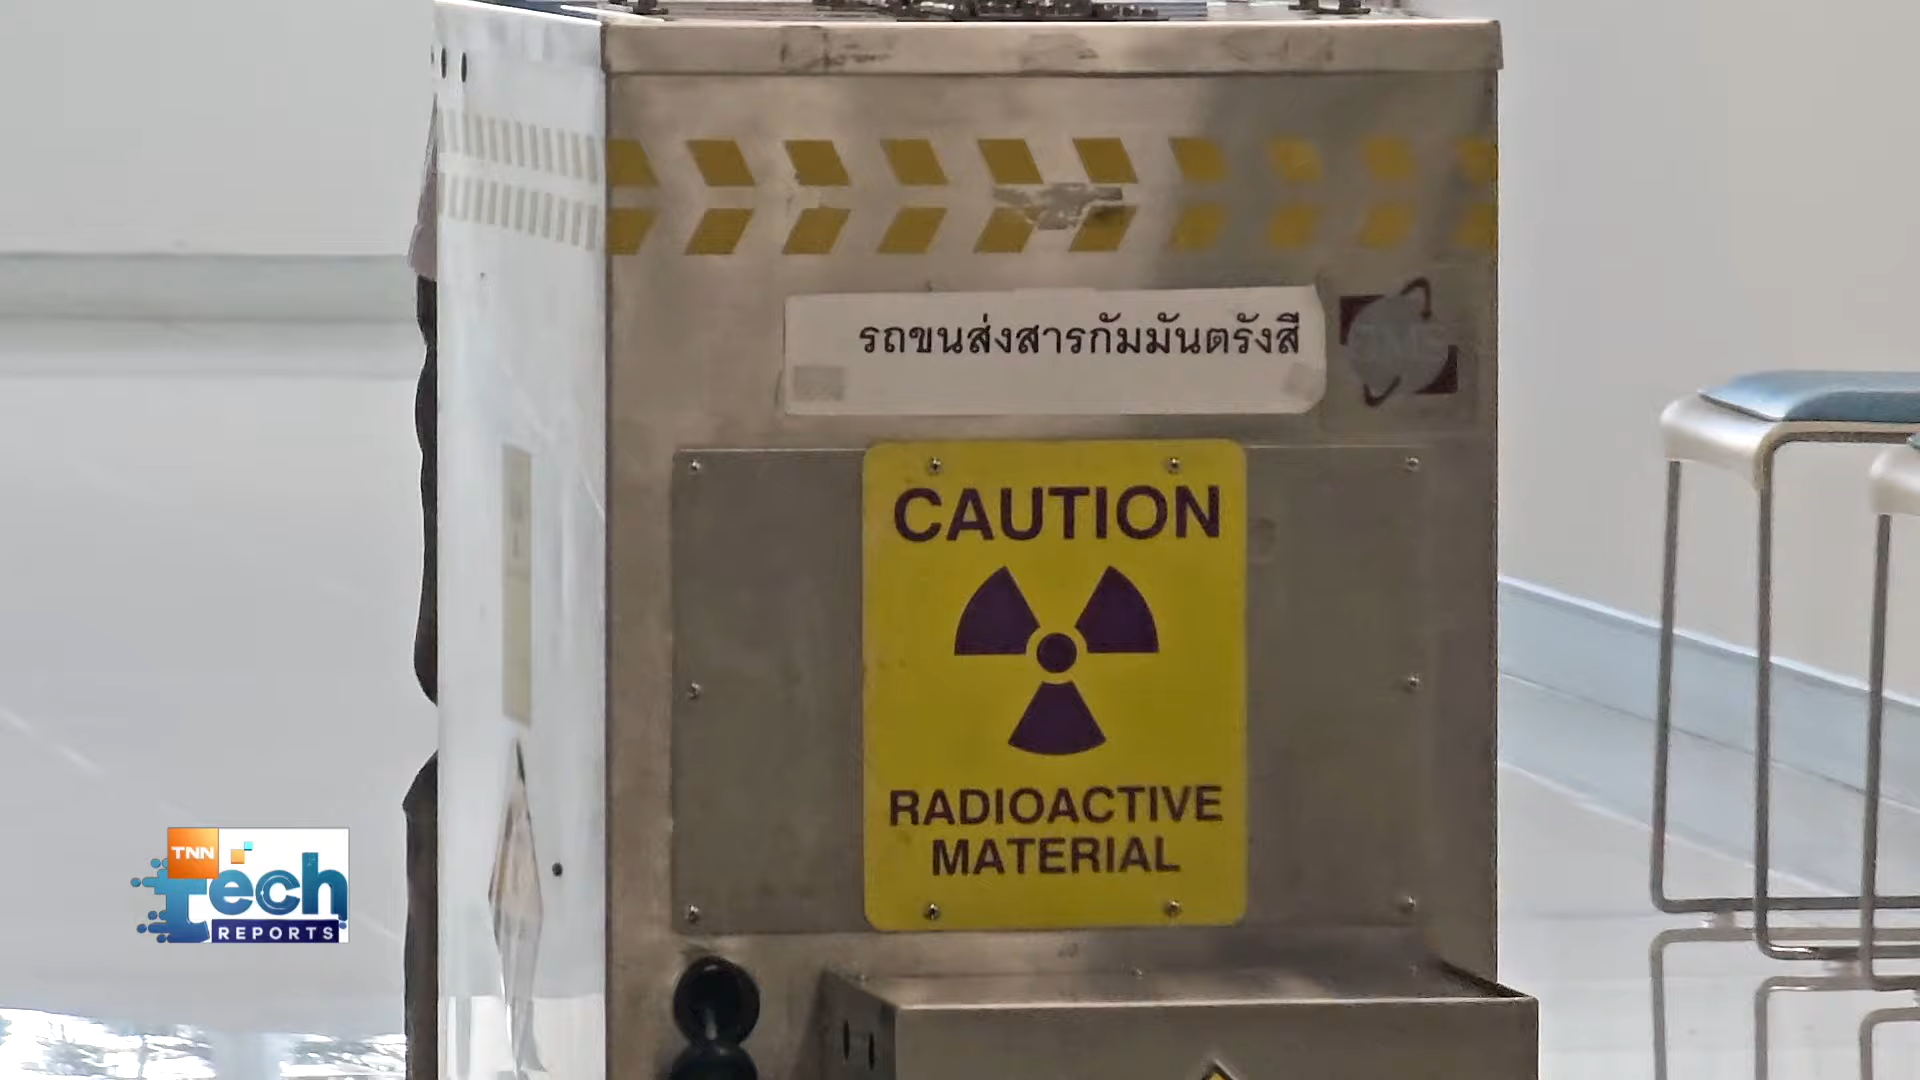 รถขนส่งสารกัมมันตรังสี
CAUTION
RADIOACTIVE
MATERIAL
TNN
Tech
REPORTS